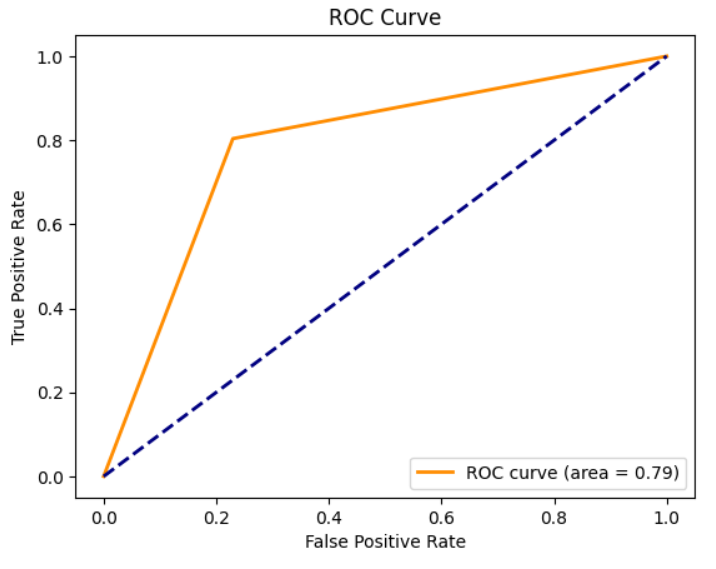 ROC Curve
1.0
0.8
0.6
0.4
0.2
0.0
True Positive Rate
ROC curve (area = 0.79)
0.0 0.2 0.4 0.6 0.8 1.0
False Positive Rate